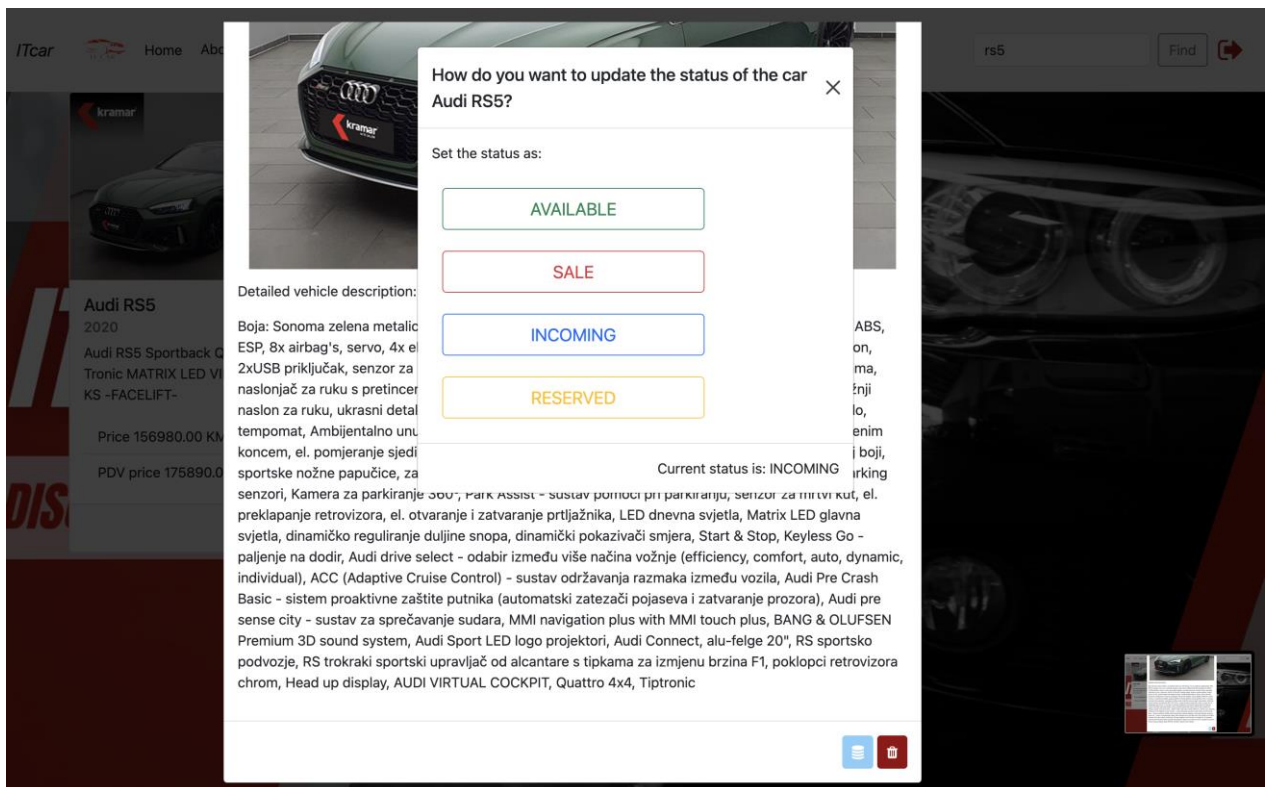 ITcar
Home Abo
rs5
Find
kramar
kramar
How do you want to update the status of the car
Audi RS5?
Set the status as:
AVAILABLE
SALE
INCOMING
RESERVED
Current status is: INCOMING
Audi RS5
2020
Audi RS5 Sportback Q
Tronic MATRIX LED VI
KS -FACELIFT-
Price 156980.00 KM
PDV price 175890.0
DIS
Detailed vehicle description:
Boja: Sonoma zelena metalic ABS,
ESP, 8x airbag's, servo, 4x el on,
2xUSB priključak, senzor za ma,
naslonjač za ruku s pretincem žnji
naslon za ruku, ukrasni detal lo,
tempomat, Ambijentalno unu enim
koncem, el. pomjeranje sjedi j boji,
sportske nožne papučice, za rking
senzori, Kamera za parkiranje 360°, Park Assist - sustav pomoći pri parkiranju, senzor za mrtvi kut, el.
preklapanje retrovizora, el. otvaranje i zatvaranje prtljažnika, LED dnevna svjetla, Matrix LED glavna
svjetla, dinamičko reguliranje duljine snopa, dinamički pokazivači smjera, Start & Stop, Keyless Go -
paljenje na dodir, Audi drive select - odabir između više načina vožnje (efficiency, comfort, auto, dynamic,
individual), ACC (Adaptive Cruise Control) - sustav održavanja razmaka između vozila, Audi Pre Crash
Basic - sistem proaktivne zaštite putnika (automatski zatezači pojaseva i zatvaranje prozora), Audi pre
sense city - sustav za sprečavanje sudara, MMI navigation plus with MMI touch plus, BANG & OLUFSEN
Premium 3D sound system, Audi Sport LED logo projektori, Audi Connect, alu-felge 20", RS sportsko
podvozje, RS trokraki sportski upravljač od alcantare s tipkama za izmjenu brzina F1, poklopci retrovizora
chrom, Head up display, AUDI VIRTUAL COCKPIT, Quattro 4x4, Tiptronic